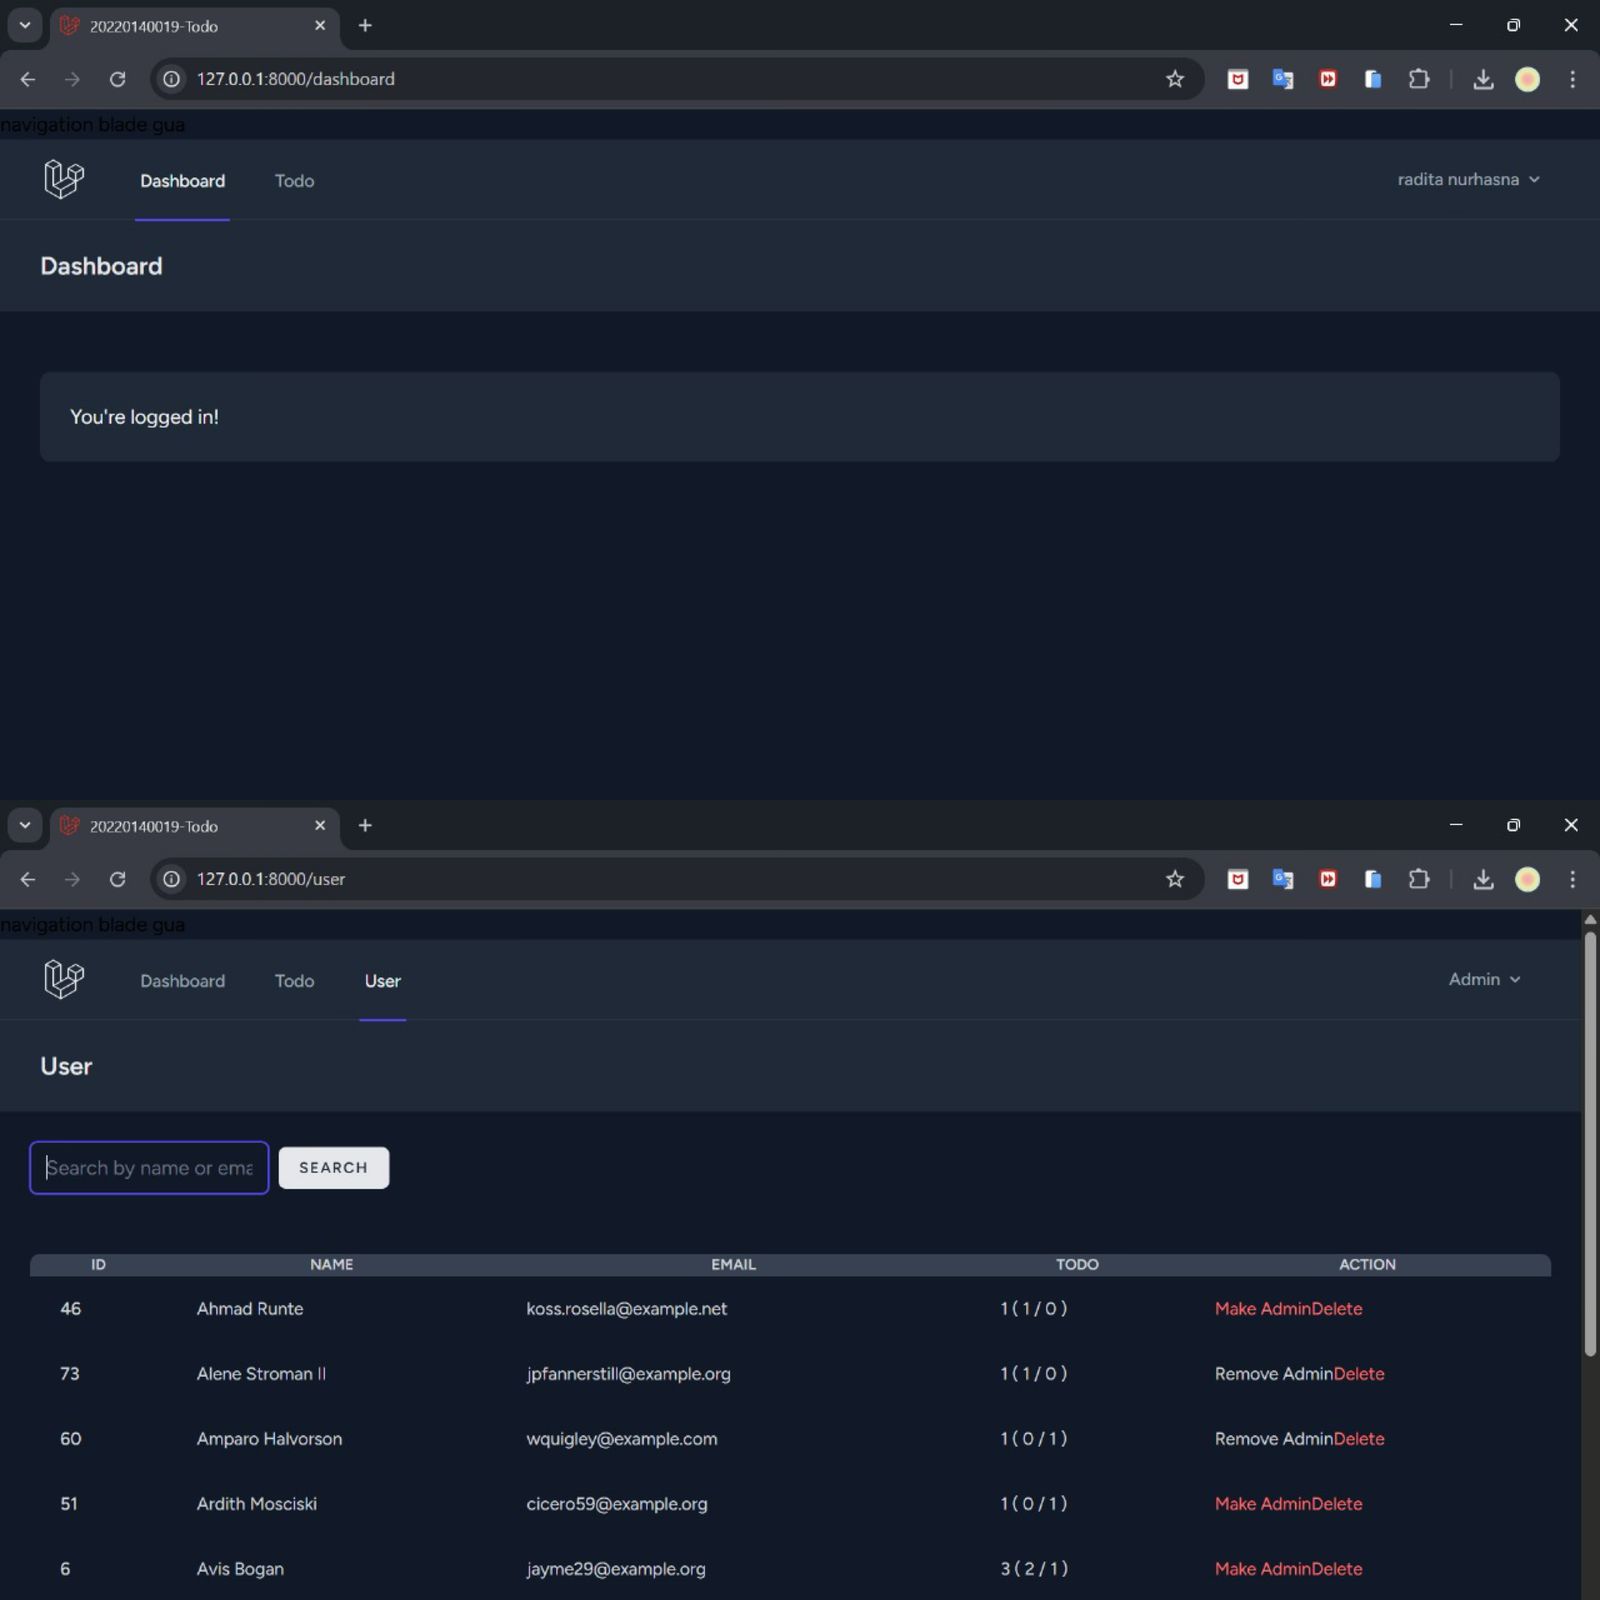 20220140019-Todo
127.0.0.1:8000/dashboard
navigation blade gua
Dashboard Todo radita nurhasna
Dashboard
You're logged in!
20220140019-Todo
127.0.0.1:8000/user
navigation blade gua
Dashboard Todo User Admin
User
Search by name or ema SEARCH
ID NAME EMAIL TODO ACTION
46 Ahmad Runte koss.rosella@example.net 1 ( 1 / 0 ) Make AdminDelete
73 Alene Stroman II jpfannerstill@example.org 1 ( 1 / 0 ) Remove AdminDelete
60 Amparo Halvorson wquigley@example.com 1 ( 0 / 1 ) Remove AdminDelete
51 Ardith Mosciski cicero59@example.org 1 ( 0 / 1 ) Make AdminDelete
6 Avis Bogan jayme29@example.org 3 ( 2 / 1 ) Make AdminDelete